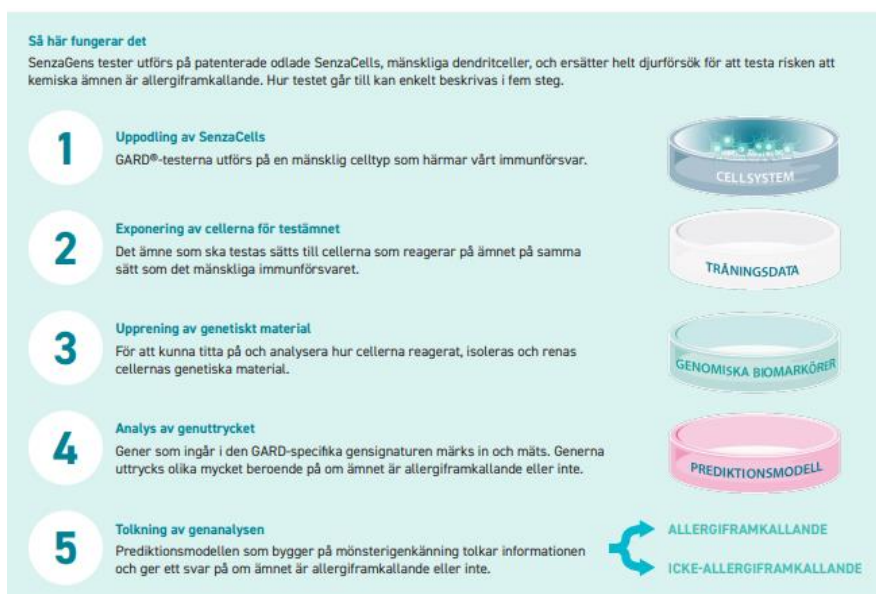 Så här fungerar det
SenzaGens tester utförs på patenterade odlade SenzaCells, mänskliga dendritceller, och ersätter helt djurförsök för att testa risken att
kemiska ämnen är allergiframkallande. Hur testet går till kan enkelt beskrivas i fem steg.
1
Uppodling av SenzaCells
GARD®-testerna utförs på en mänsklig celltyp som härmar vårt immunförsvar.
CELLSYSTEM
2
Exponering av cellerna för testämnet
Det ämne som ska testas sätts till cellerna som reagerar på ämnet på samma
sätt som det mänskliga immunförsvaret.
TRÄNINGSDATA
3
Upprening av genetiskt material
För att kunna titta på och analysera hur cellerna reagerat, isoleras och renas
cellernas genetiska material.
GENOMISKA BIOMARKÖRER
4
Analys av genuttrycket
Gener som ingår i den GARD-specifika gensignaturen märks in och mäts. Generna
uttrycks olika mycket beroende på om ämnet är allergiframkallande eller inte.
PREDIKTIONSMODELL
5
Tolkning av genanalysen
Prediktionsmodellen som bygger på mönsterigenkänning tolkar informationen
och ger ett svar på om ämnet är allergiframkallande eller inte.
ALLERGIFRAMKALLANDE
ICKE-ALLERGIFRAMKALLANDE